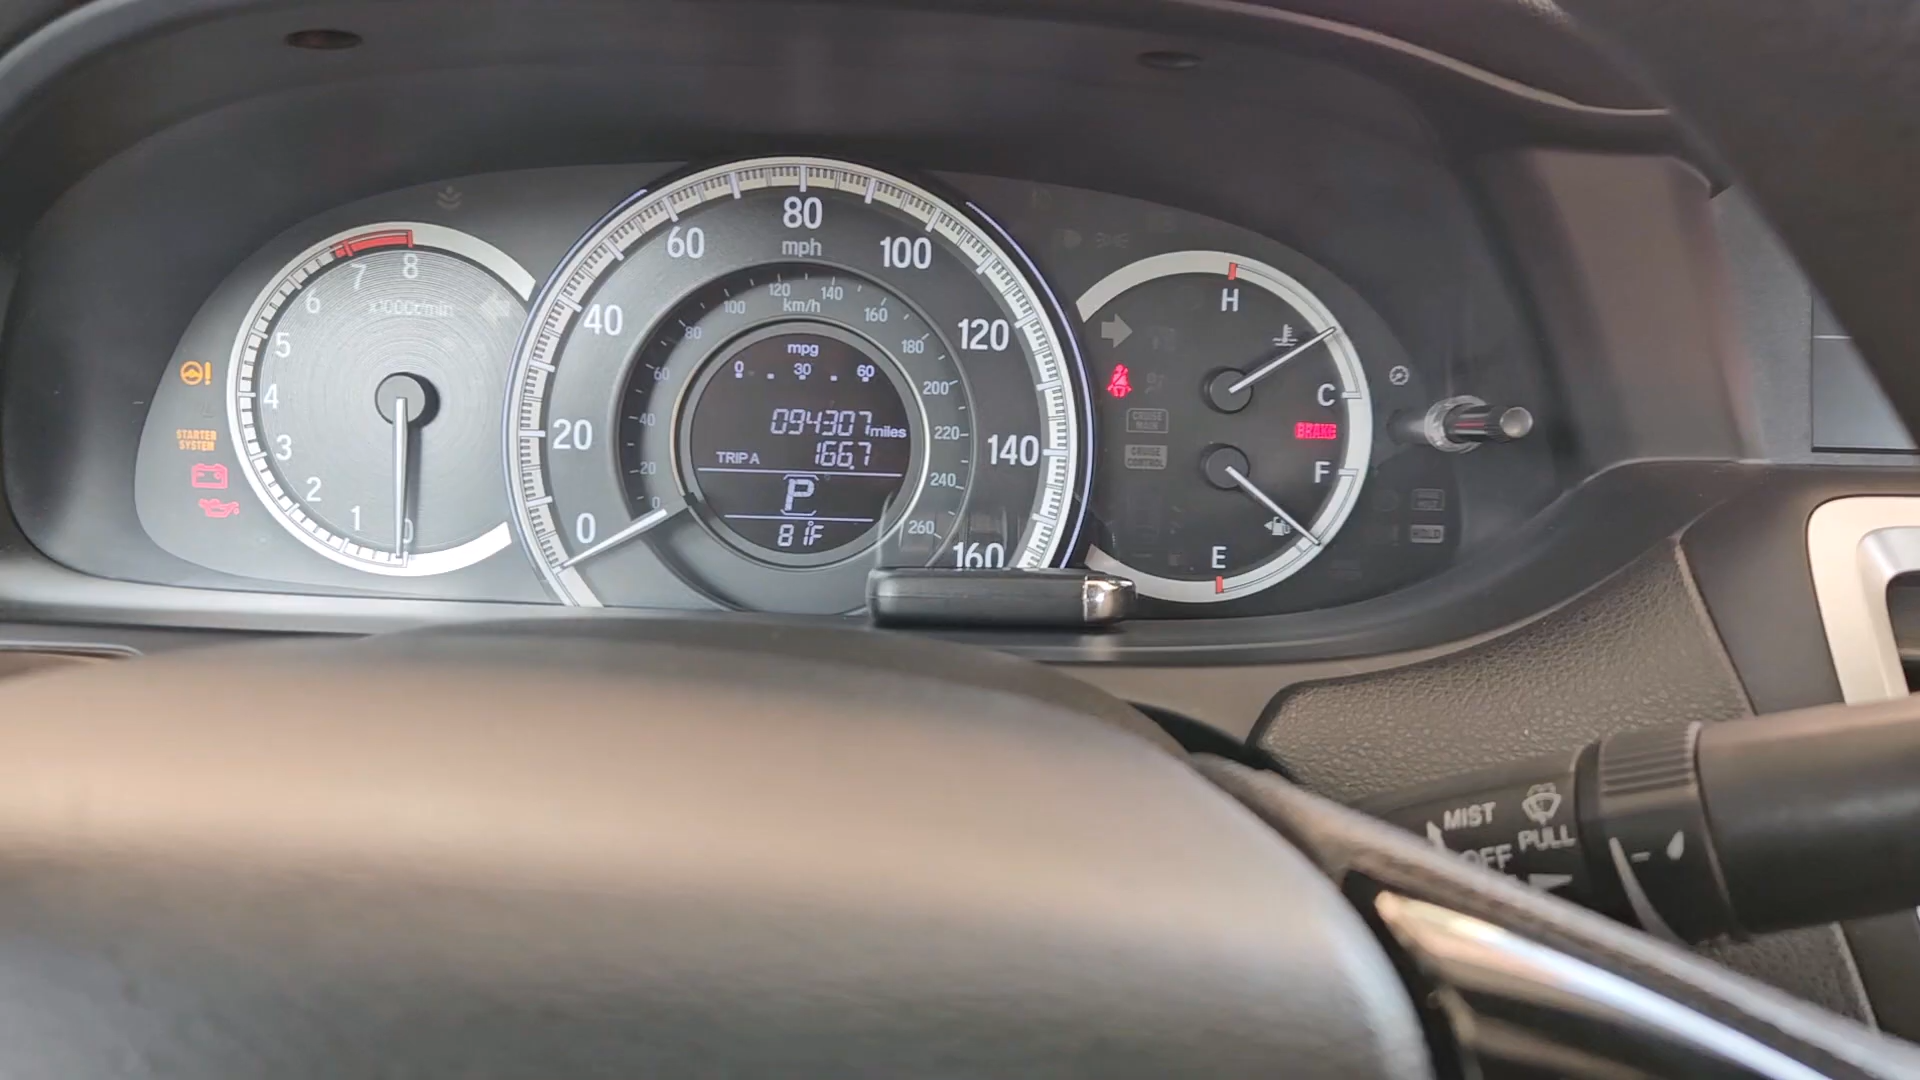 8
7
6
5
4
3
2
1
0
x1000r/min
STARTER
SYSTEM
80
mph
60
100
40
120
20
140
0
160
120
140
km/h
100
160
80
180
60
200
40
220
20
240
0
260
mpg
0 30 60
094307 miles
TRIP A 166.7
P
81°F
H
C
BRAKE
F
E
CRUISE
MAIN
CRUISE
CONTROL
HOLD
MIST
OFF PULL